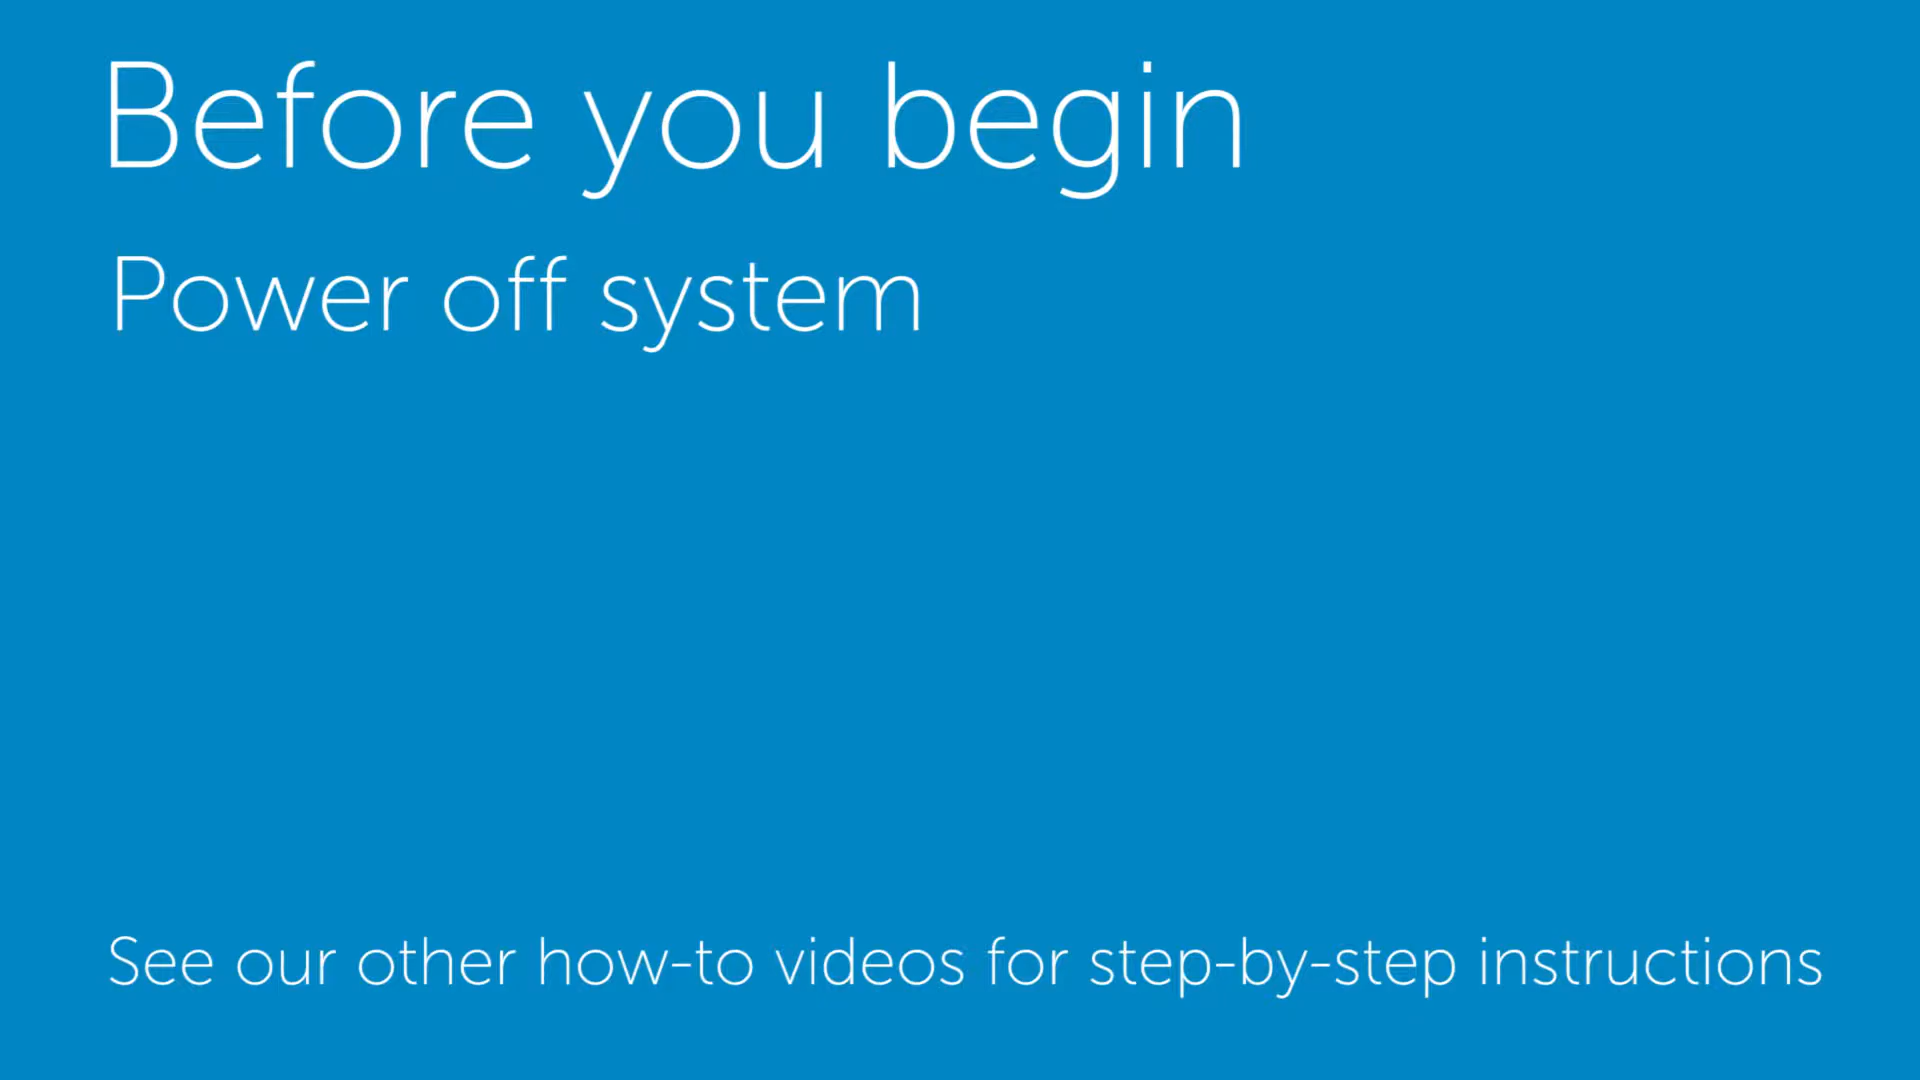 Before you begin
Power off system
See our other how-to videos for step-by-step instructions